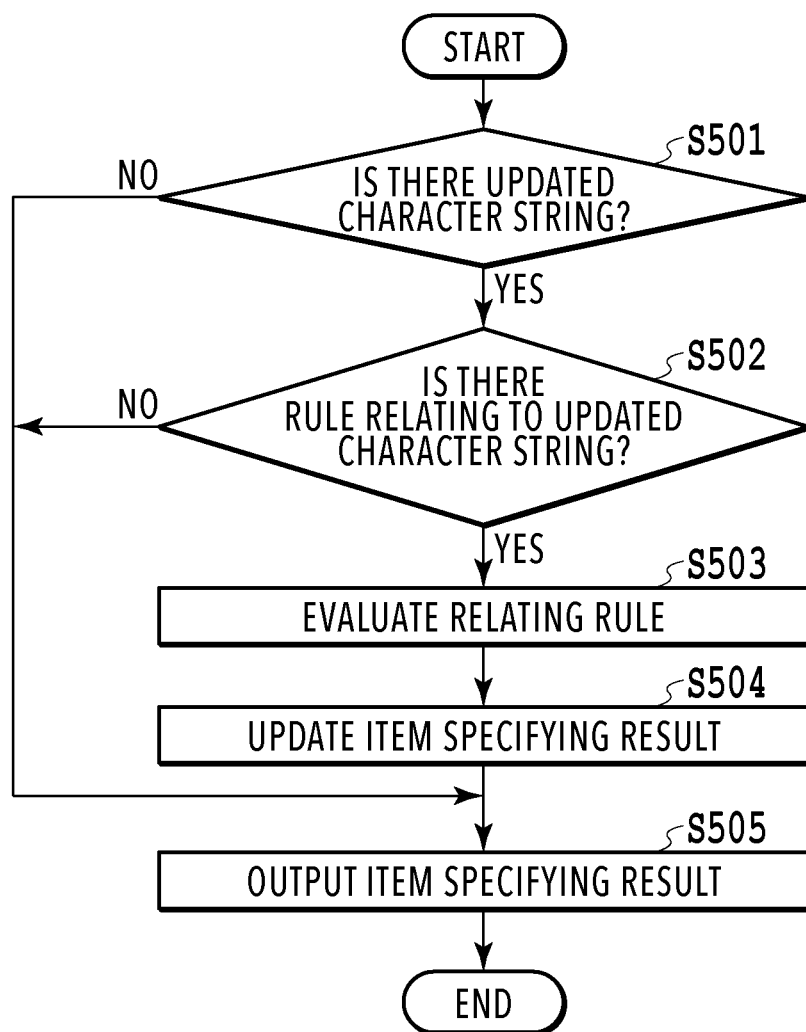 START
S501
NO
IS THERE UPDATED
CHARACTER STRING?
YES
S502
NO
IS THERE
RULE RELATING TO UPDATED
CHARACTER STRING?
YES
S503
EVALUATE RELATING RULE
S504
UPDATE ITEM SPECIFYING RESULT
S505
OUTPUT ITEM SPECIFYING RESULT
END